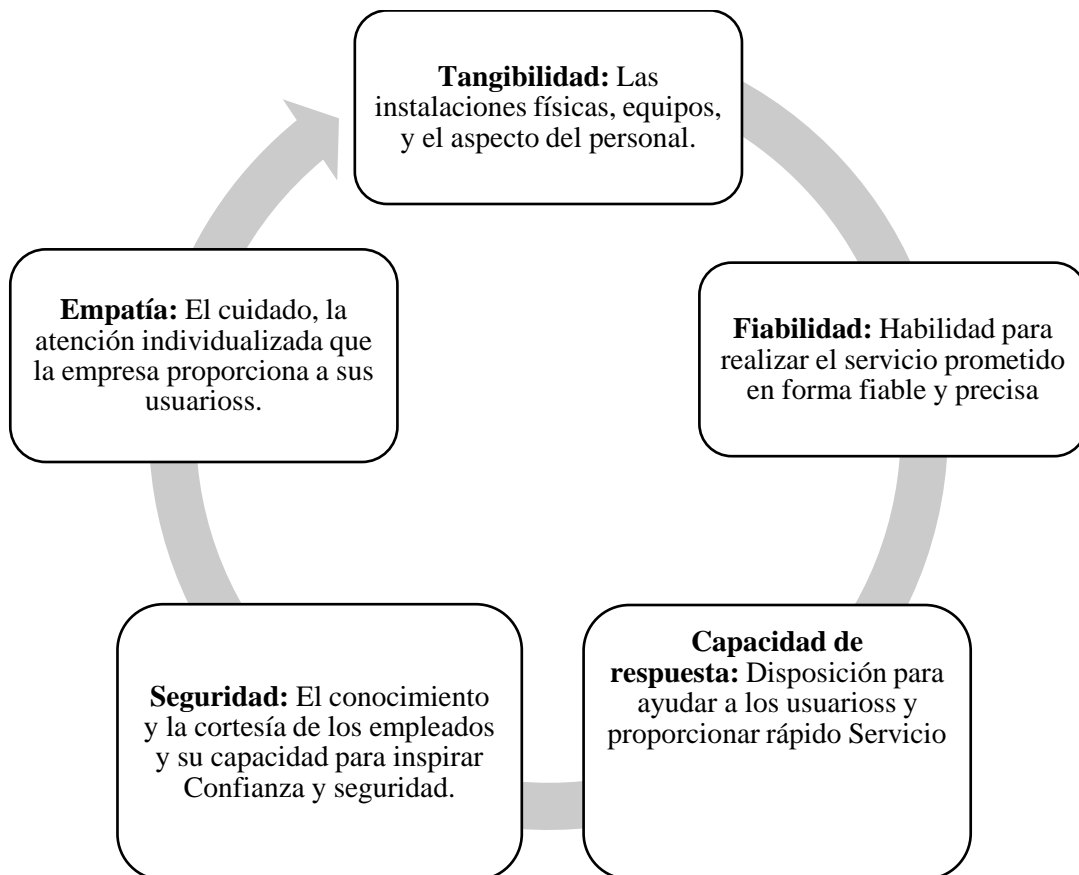 Tangibilidad: Las
instalaciones físicas, equipos,
y el aspecto del personal.
Fiabilidad: Habilidad para
realizar el servicio prometido
en forma fiable y precisa
Capacidad de
respuesta: Disposición para
ayudar a los usuarioss y
proporcionar rápido Servicio
Seguridad: El conocimiento
y la cortesía de los empleados
y su capacidad para inspirar
Confianza y seguridad.
Empatía: El cuidado, la
atención individualizada que
la empresa proporciona a sus
usuarioss.